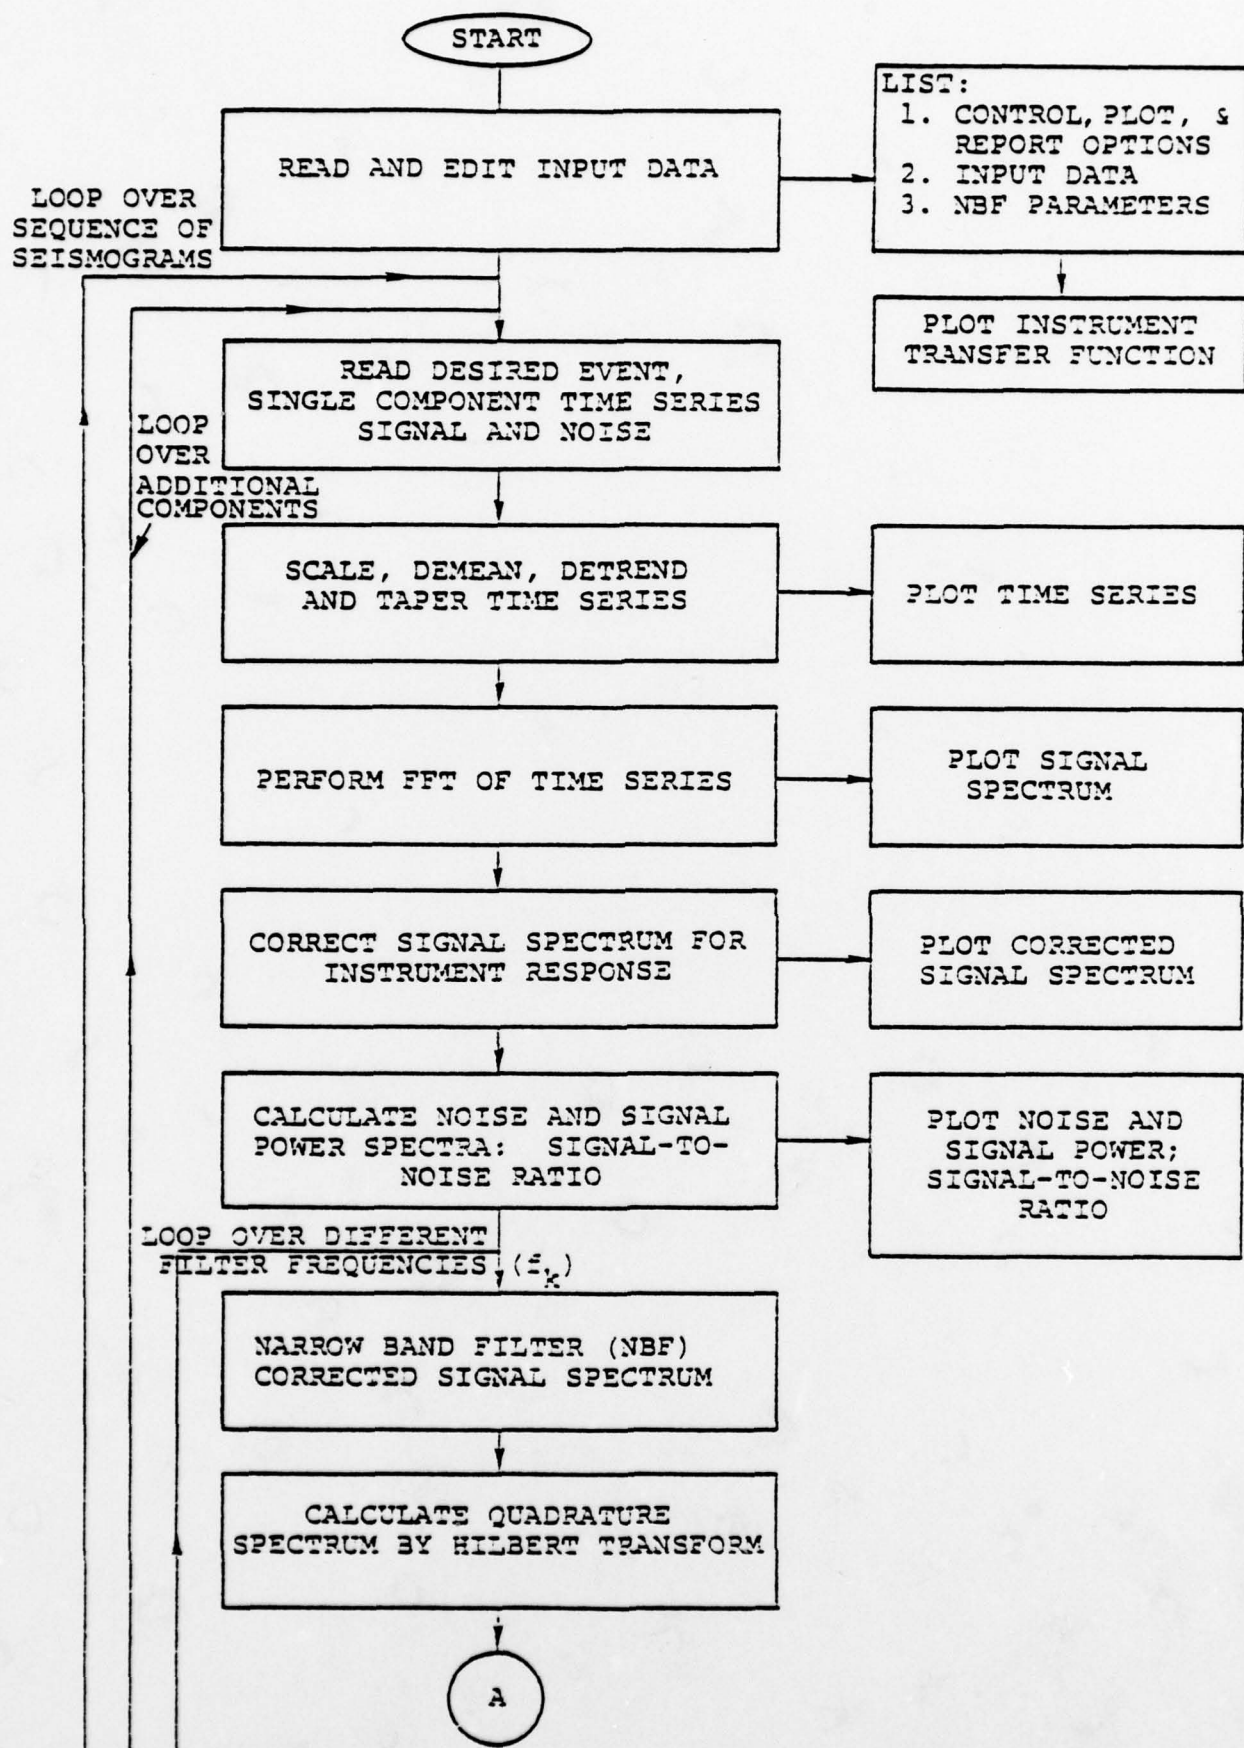 START
READ AND EDIT INPUT DATA
LIST:
1. CONTROL, PLOT, &
REPORT OPTIONS
2. INPUT DATA
3. NBF PARAMETERS
LOOP OVER
SEQUENCE OF
SEISMOGRAMS
PLOT INSTRUMENT
TRANSFER FUNCTION
READ DESIRED EVENT,
SINGLE COMPONENT TIME SERIES
SIGNAL AND NOISE
LOOP
OVER
ADDITIONAL
COMPONENTS
SCALE, DEMEAN, DETREND
AND TAPER TIME SERIES
PLOT TIME SERIES
PERFORM FFT OF TIME SERIES
PLOT SIGNAL
SPECTRUM
CORRECT SIGNAL SPECTRUM FOR
INSTRUMENT RESPONSE
PLOT CORRECTED
SIGNAL SPECTRUM
CALCULATE NOISE AND SIGNAL
POWER SPECTRA: SIGNAL-TO-
NOISE RATIO
PLOT NOISE AND
SIGNAL POWER;
SIGNAL-TO-NOISE
RATIO
LOOP OVER DIFFERENT
FILTER FREQUENCIES (f_k)
NARROW BAND FILTER (NBF)
CORRECTED SIGNAL SPECTRUM
CALCULATE QUADRATURE
SPECTRUM BY HILBERT TRANSFORM
A